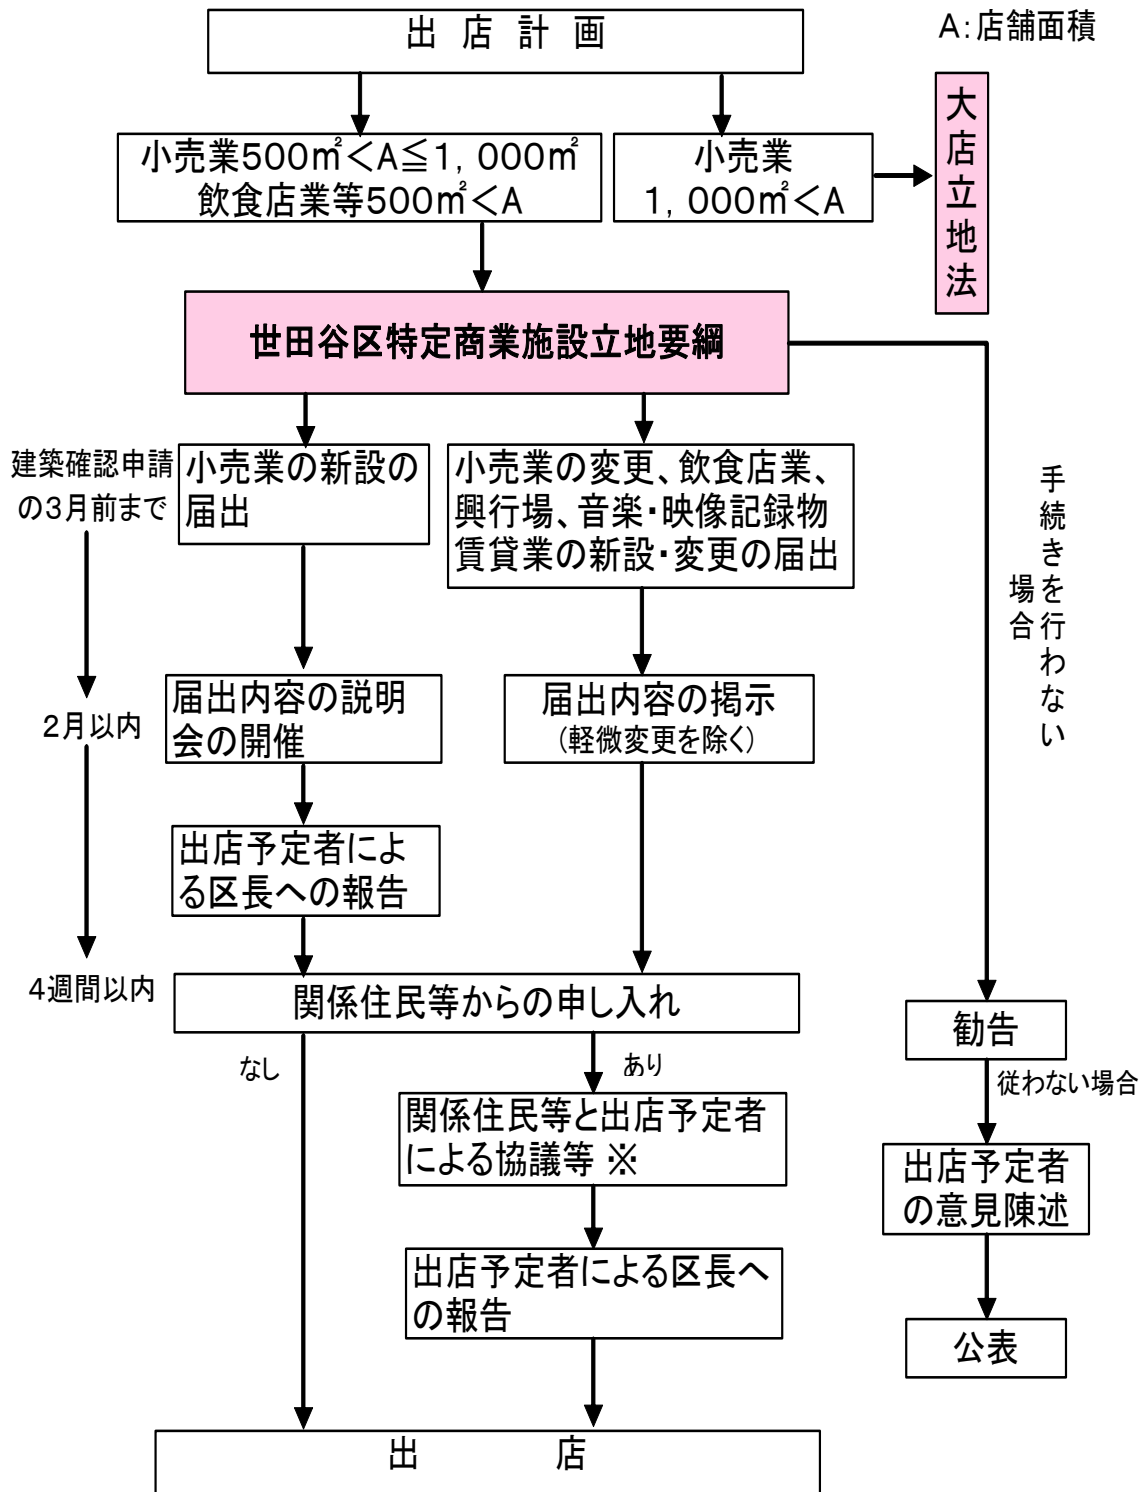 出店計画
A:店舗面積
小売業500㎡<A≦1,000㎡
飲食店業等500㎡<A
小売業
1,000㎡<A
大店立地法
世田谷区特定商業施設立地要綱
建築確認申請
の3月前まで
小売業の新設の
届出
小売業の変更、飲食店業、
興行場、音楽・映像記録物
賃貸業の新設・変更の届出
手続きを行わない
場合
2月以内
届出内容の説明
会の開催
届出内容の掲示
(軽微変更を除く)
出店予定者によ
る区長への報告
4週間以内
関係住民等からの申し入れ
勧告
なし
あり
従わない場合
関係住民等と出店予定者
による協議等 ※
出店予定者
の意見陳述
出店予定者による区長へ
の報告
公表
出店